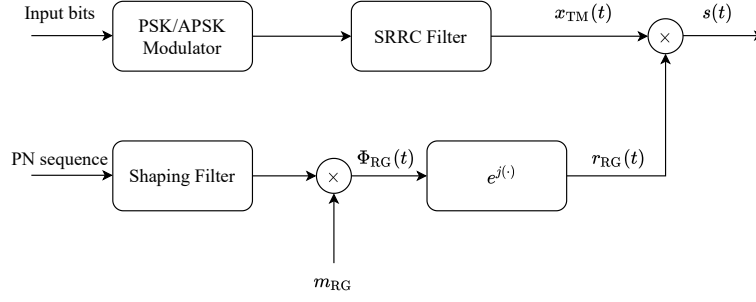 Input bits
PSK/APSK
Modulator
SRRC Filter
x_TM(t)
×
s(t)
PN sequence
Shaping Filter
×
Φ_RG(t)
e^{j(·)}
r_RG(t)
m_RG